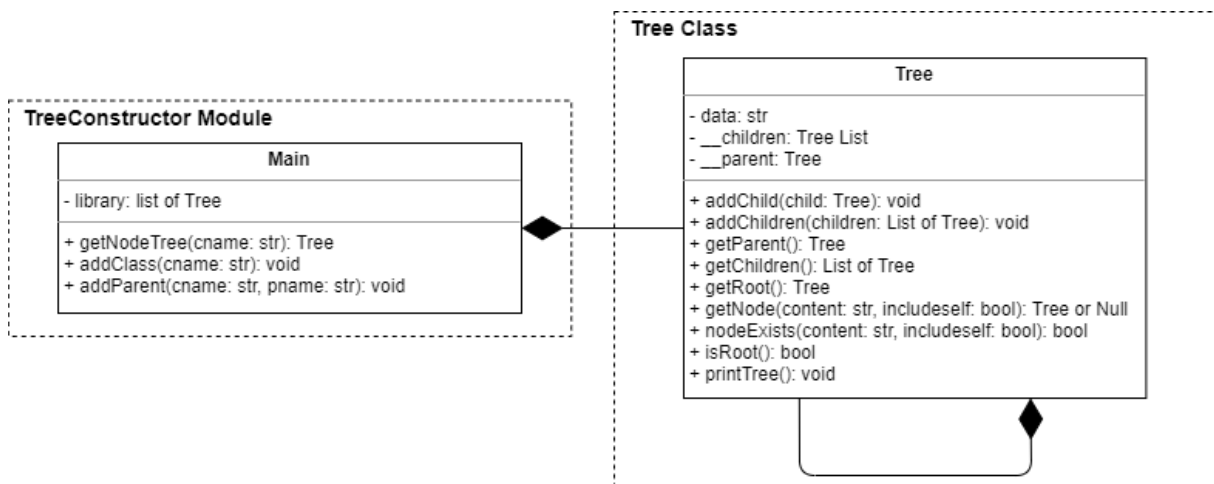 TreeConstructor Module
Main
- library: list of Tree
+ getNodeTree(cname: str): Tree
+ addClass(cname: str): void
+ addParent(cname: str, pname: str): void
Tree Class
Tree
- data: str
- __children: Tree List
- __parent: Tree
+ addChild(child: Tree): void
+ addChildren(children: List of Tree): void
+ getParent(): Tree
+ getChildren(): List of Tree
+ getRoot(): Tree
+ getNode(content: str, includeself: bool): Tree or Null
+ nodeExists(content: str, includeself: bool): bool
+ isRoot(): bool
+ printTree(): void